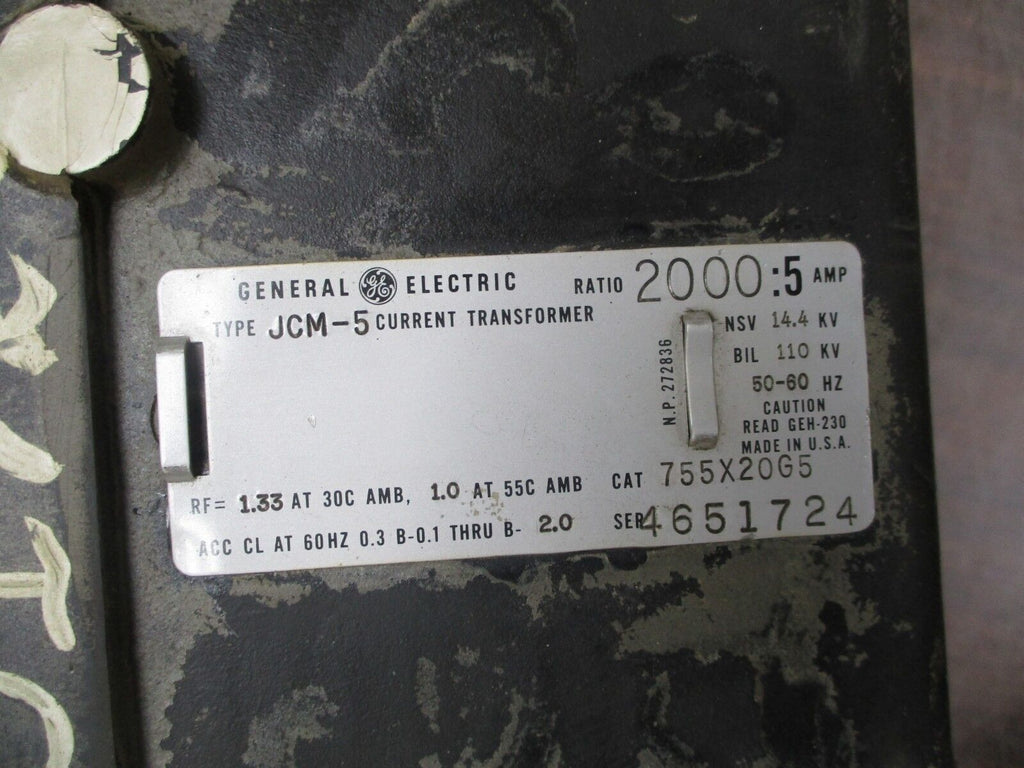 GENERAL GE ELECTRIC
RATIO 2000:5 AMP
TYPE JCM-5 CURRENT TRANSFORMER
NSV 14.4 KV
BIL 110 KV
N.P. 272836
50-60 HZ
CAUTION
READ GEH-230
MADE IN U.S.A.
RF= 1.33 AT 30C AMB, 1.0 AT 55C AMB
CAT 755X20G5
ACC CL AT 60HZ 0.3 B-0.1 THRU B- 2.0
SER 4651724